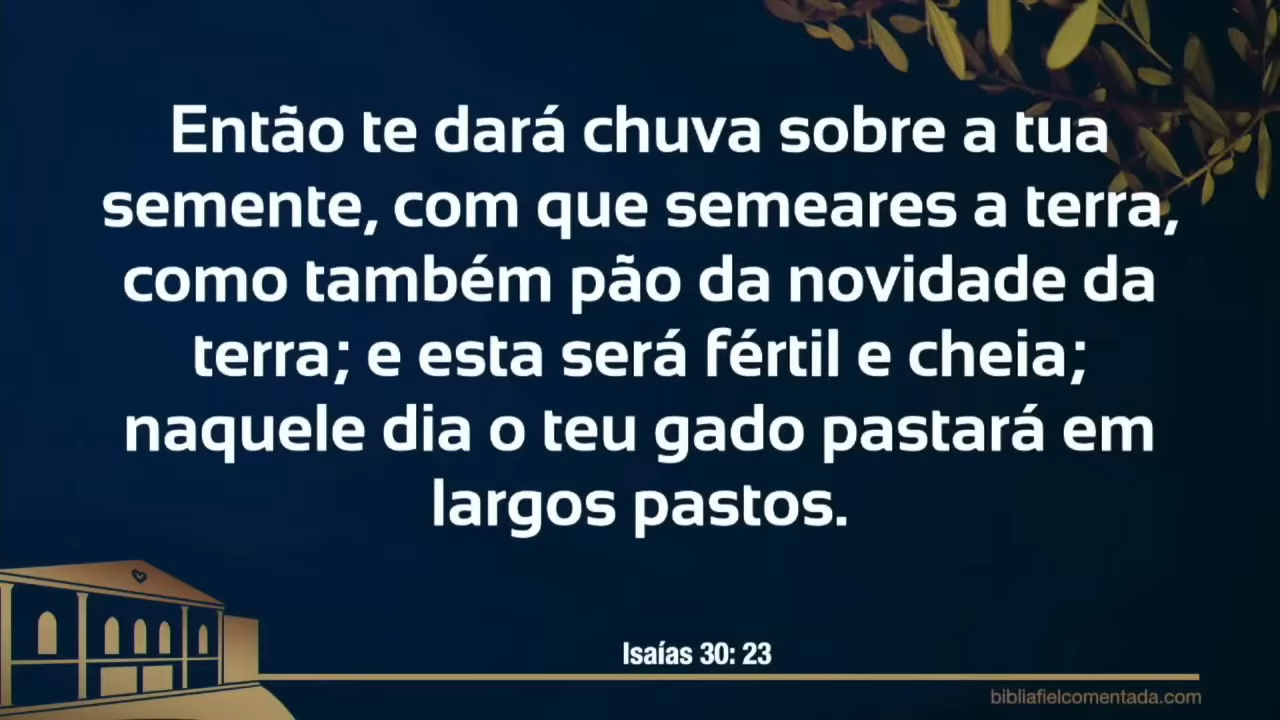 Então te dará chuva sobre a tua
semente, com que semeares a terra,
como também pão da novidade da
terra; e esta será fértil e cheia;
naquele dia o teu gado pastará em
largos pastos.
Isaías 30: 23
bibliafielcomentada.com